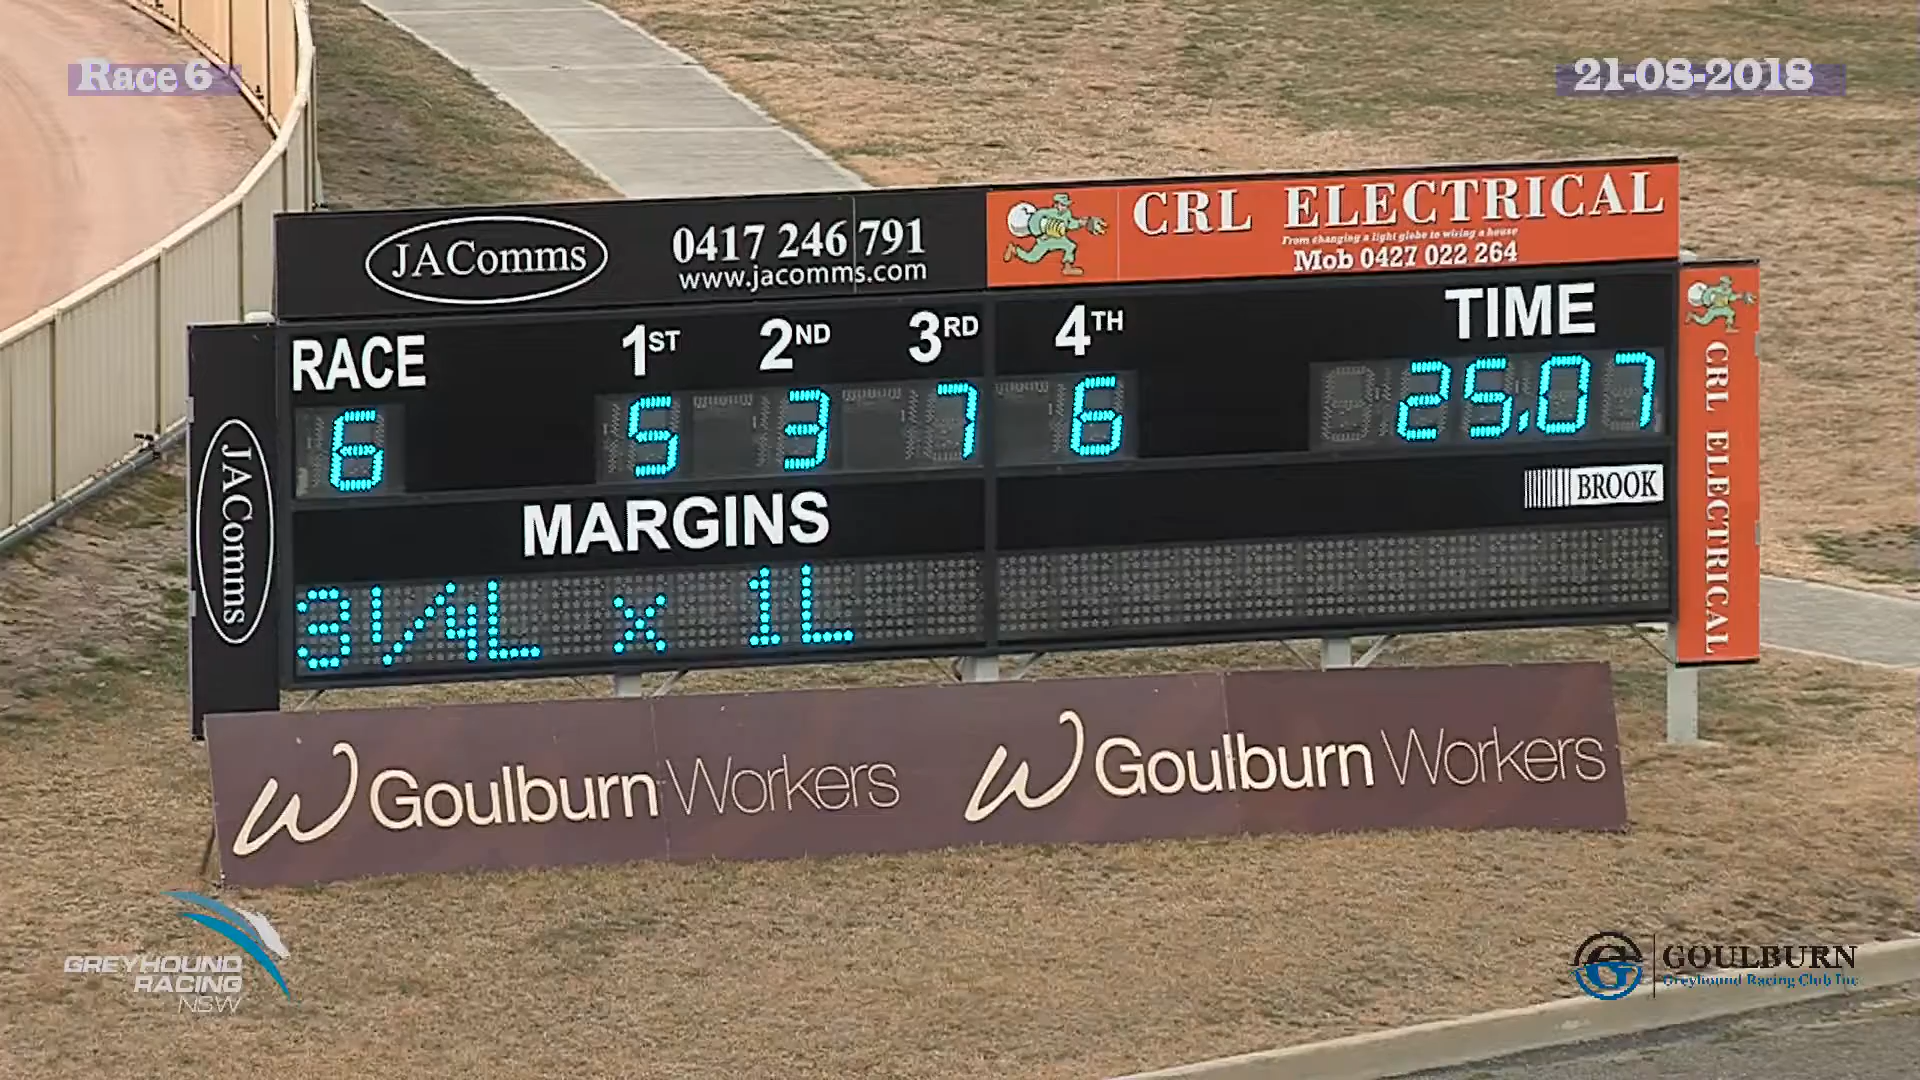 Race 6
21-08-2018
JAComms
0417 246 791
www.jacomms.com
CRL ELECTRICAL
From changing a light globe to wiring a house
Mob 0427 022 264
RACE 1ST 2ND 3RD 4TH TIME
6 5 3 7 6 25.07
MARGINS
BROOK
3 1/4L x 1L
JAComms
CRL ELECTRICAL
Goulburn Workers
Goulburn Workers
GREYHOUND
RACING
NSW
GOULBURN
Greyhound Racing Club Inc